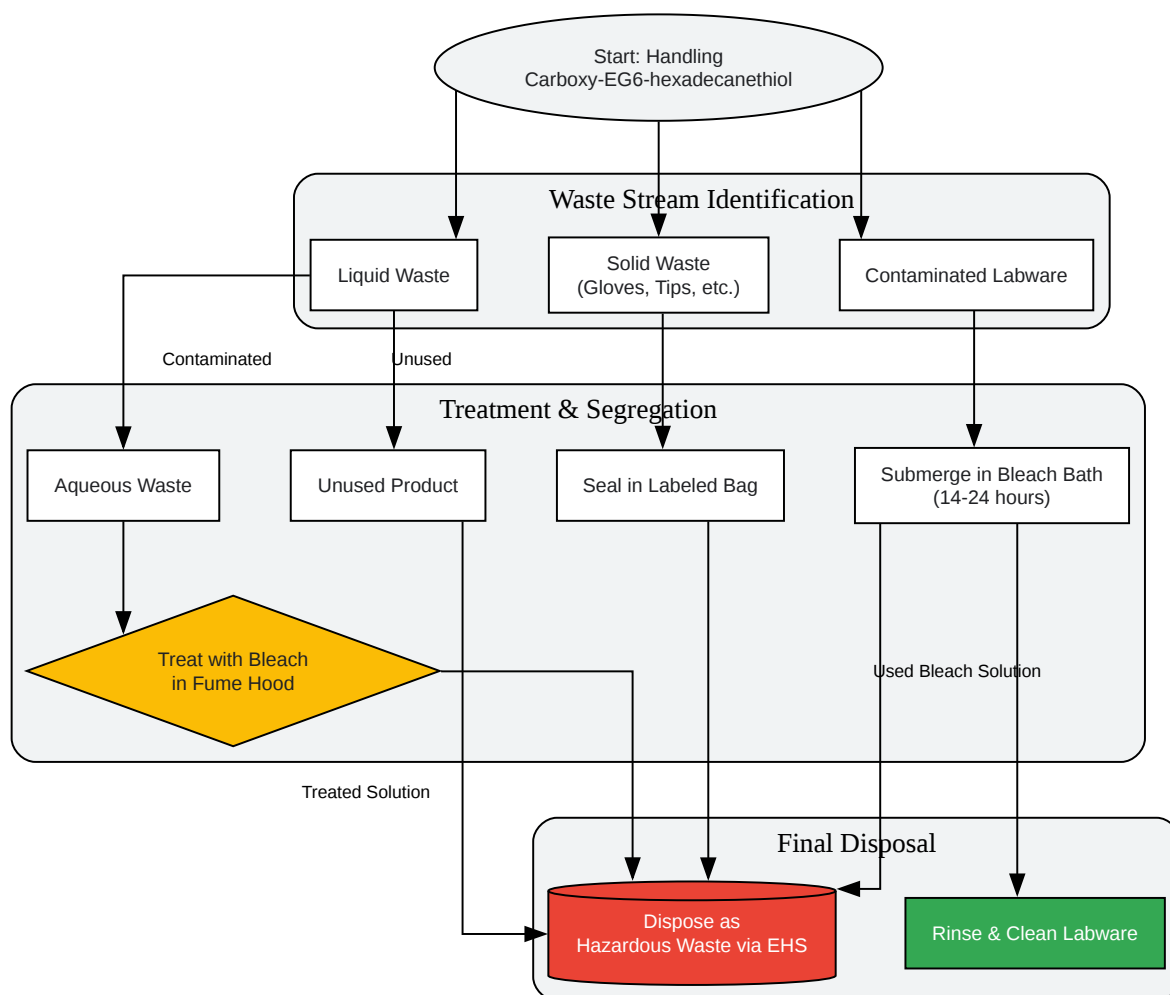 Start: Handling
Carboxy-EG6-hexadecanethiol
Waste Stream Identification
Liquid Waste
Solid Waste
(Gloves, Tips, etc.)
Contaminated Labware
Contaminated
Unused
Treatment & Segregation
Aqueous Waste
Unused Product
Seal in Labeled Bag
Submerge in Bleach Bath
(14-24 hours)
Treat with Bleach
in Fume Hood
Used Bleach Solution
Treated Solution
Final Disposal
Dispose as
Hazardous Waste via EHS
Rinse & Clean Labware